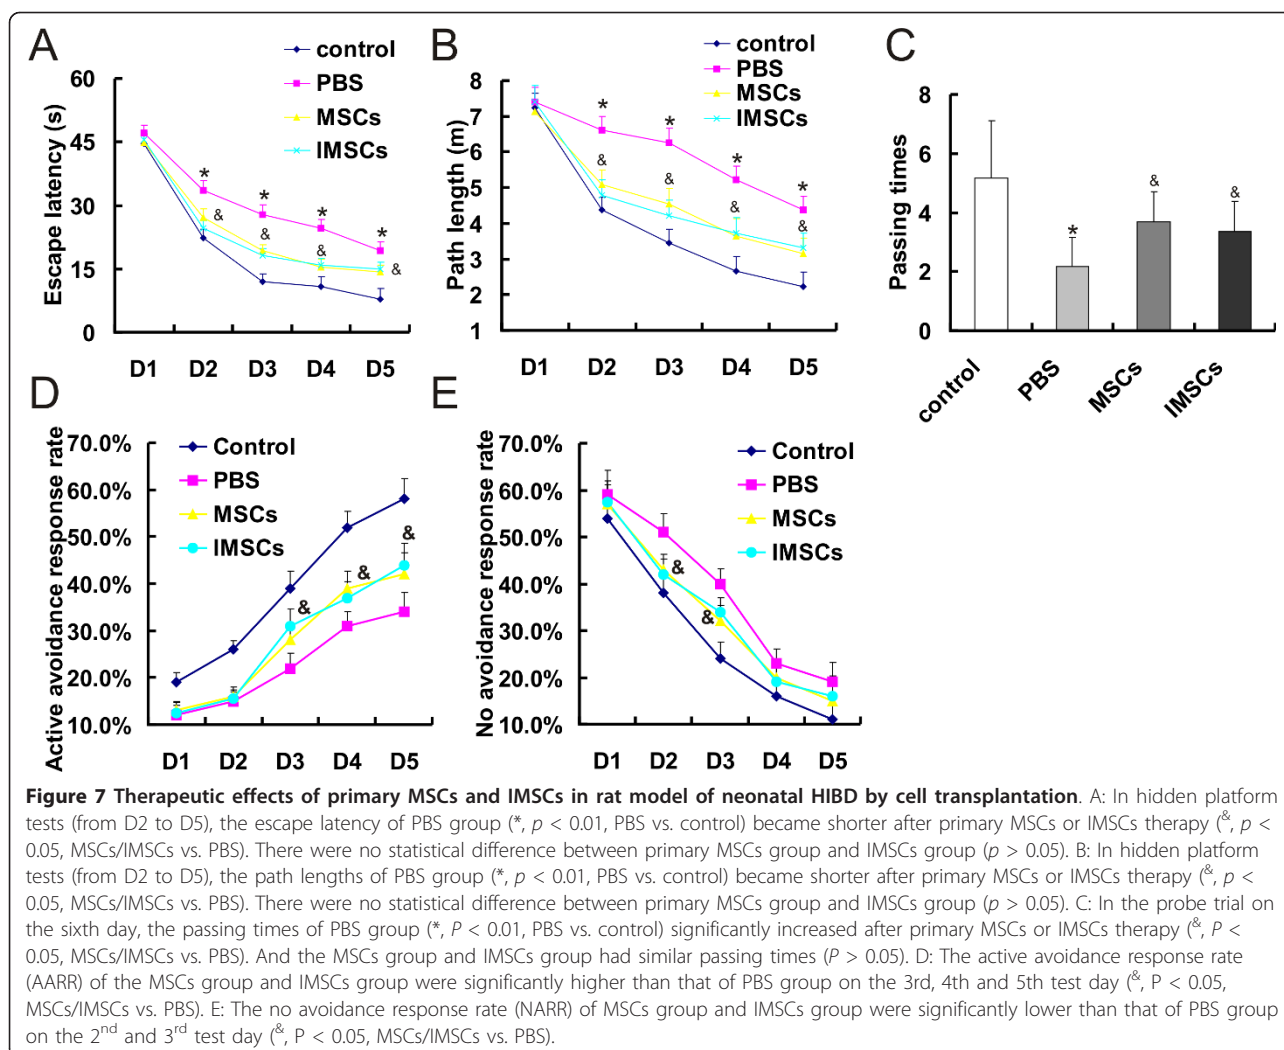 A
control
PBS
MSCs
IMSCs
Escape latency (s)
60
45
30
15
0
* * * *
& & & &
D1 D2 D3 D4 D5
B
control
PBS
MSCs
IMSCs
Path length (m)
8
7
6
5
4
3
2
1
* * * *
& & & &
D1 D2 D3 D4 D5
C
Passing times
8
6
4
2
0
* & &
control PBS MSCs IMSCs
D
Control
PBS
MSCs
IMSCs
Active avoidance response rate
70.0%
60.0%
50.0%
40.0%
30.0%
20.0%
10.0%
& & &
D1 D2 D3 D4 D5
E
Control
PBS
MSCs
IMSCs
No avoidance response rate
70.0%
60.0%
50.0%
40.0%
30.0%
20.0%
10.0%
& &
D1 D2 D3 D4 D5
Figure 7 Therapeutic effects of primary MSCs and IMSCs in rat model of neonatal HIBD by cell transplantation. A: In hidden platform
tests (from D2 to D5), the escape latency of PBS group (*, p < 0.01, PBS vs. control) became shorter after primary MSCs or IMSCs therapy (&, p <
0.05, MSCs/IMSCs vs. PBS). There were no statistical difference between primary MSCs group and IMSCs group (p > 0.05). B: In hidden platform
tests (from D2 to D5), the path lengths of PBS group (*, p < 0.01, PBS vs. control) became shorter after primary MSCs or IMSCs therapy (&, p <
0.05, MSCs/IMSCs vs. PBS). There were no statistical difference between primary MSCs group and IMSCs group (p > 0.05). C: In the probe trial on
the sixth day, the passing times of PBS group (*, P < 0.01, PBS vs. control) significantly increased after primary MSCs or IMSCs therapy (&, P <
0.05, MSCs/IMSCs vs. PBS). And the MSCs group and IMSCs group had similar passing times (P > 0.05). D: The active avoidance response rate
(AARR) of the MSCs group and IMSCs group were significantly higher than that of PBS group on the 3rd, 4th and 5th test day (&, P < 0.05,
MSCs/IMSCs vs. PBS). E: The no avoidance response rate (NARR) of MSCs group and IMSCs group were significantly lower than that of PBS group
on the 2nd and 3rd test day (&, P < 0.05, MSCs/IMSCs vs. PBS).